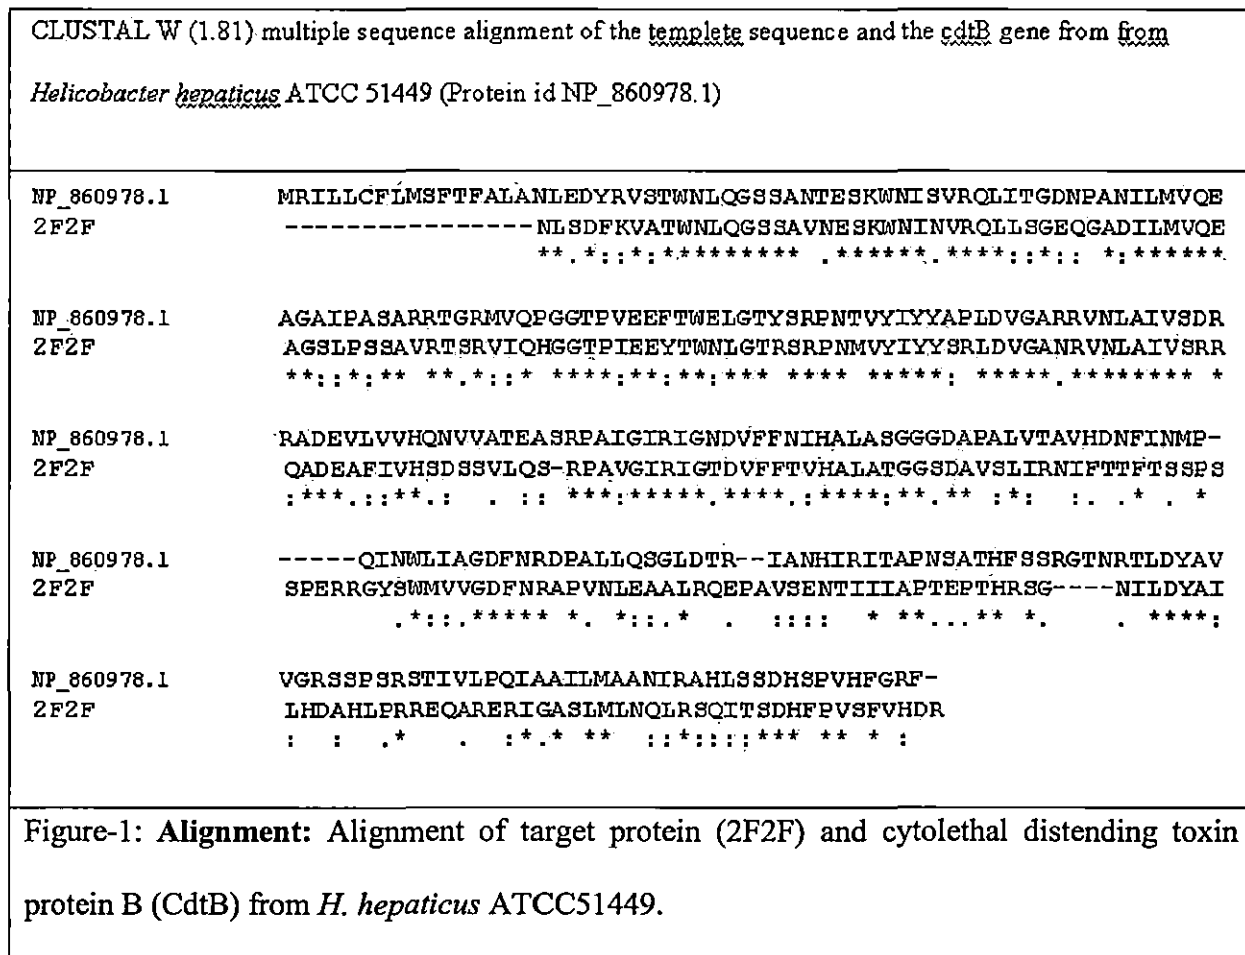 CLUSTAL W (1.81) multiple sequence alignment of the templete sequence and the cdtB gene from from
Helicobacter hepaticus ATCC 51449 (Protein id NP_860978.1)
NP_860978.1 MRILLCFLMSFTFALANLEDYRVSTWNLQGSSANTESKWNISVRQLITGDNPANILMVQE
2F2F ----------------NLSDFKVATWNLQGSSAVNESKWNINVRQLLSGEQGADILMVQE
**.*::*:********* .******.****::*:: *:******
NP_860978.1 AGAIPASARRTGRMVQPGGTPVEEFTWELGTYSRPNTVYIYYAPLDVGARRVNLAIVSDR
2F2F AGSLPSSAVRTSRVIQHGGTPIEEYTWNLGTRSRPNMVYIYYSRLDVGANRVNLAIVSRR
**::*:** **.*::* ****:**:**:*** **** *****: *****.******** *
NP_860978.1 RADEVLVVHQNVVATEASRPAIGIRIGNDVFFNIHALASGGGDAPALVTAVHDNFINMP-
2F2F QADEAFIVHSDSSVLQS-RPAVGIRIGTDVFFTVHALATGGSDAVSLIRNIFTTFTSSPS
:***.::**.: . :: ***:*****.****.:****:**.** :*: :. .* . *
NP_860978.1 -----QINWLIAGDFNRDPALLQSGLDTR--IANHIRITAPNSATHFSSRGTNRTLDYAV
2F2F SPERRGYSWMVVGDFNRAPVNLEAALRQEPAVSENTIIIAPTEPTHRSG----NILDYAI
.*::.***** *. *::.* . :::: * **...** *. . ****:
NP_860978.1 VGRSSPSRSTIVLPQIAAILMAANIRAHLSSDHSPVHFGRF-
2F2F LHDAHLPRREQARERIGASLMLNQLRSQITSDHFPVSFVHDR
: : .* . :*.* ** ::*::::*** ** * :
Figure-1: Alignment: Alignment of target protein (2F2F) and cytolethal distending toxin
protein B (CdtB) from H. hepaticus ATCC51449.